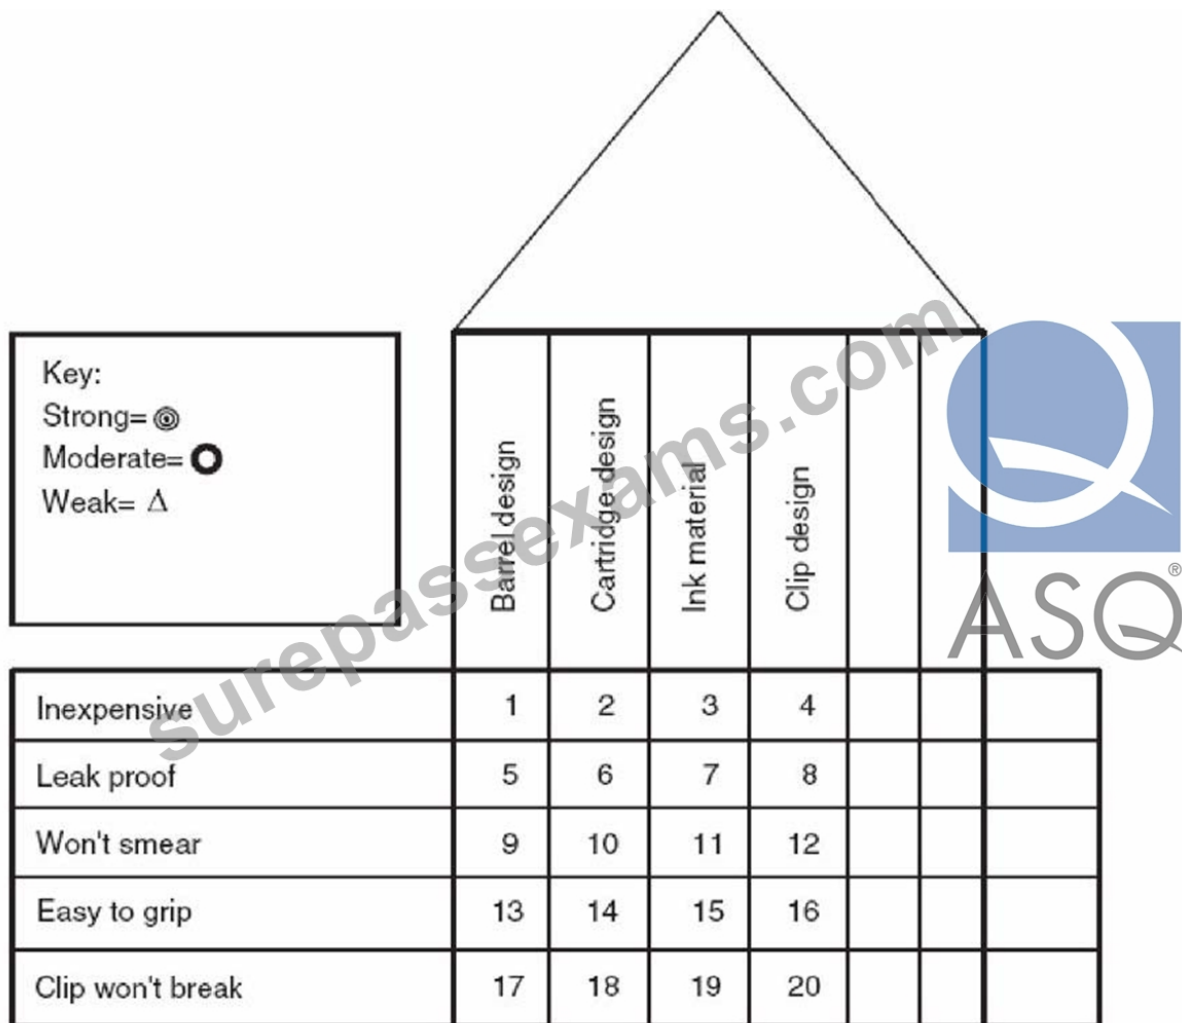 Key:
Strong= ◎
Moderate= O
Weak= Δ
Barrel design
Cartridge design
Ink material
Clip design
surepassexams.com
ASQ®
Inexpensive 1 2 3 4
Leak proof 5 6 7 8
Won't smear 9 10 11 12
Easy to grip 13 14 15 16
Clip won't break 17 18 19 20